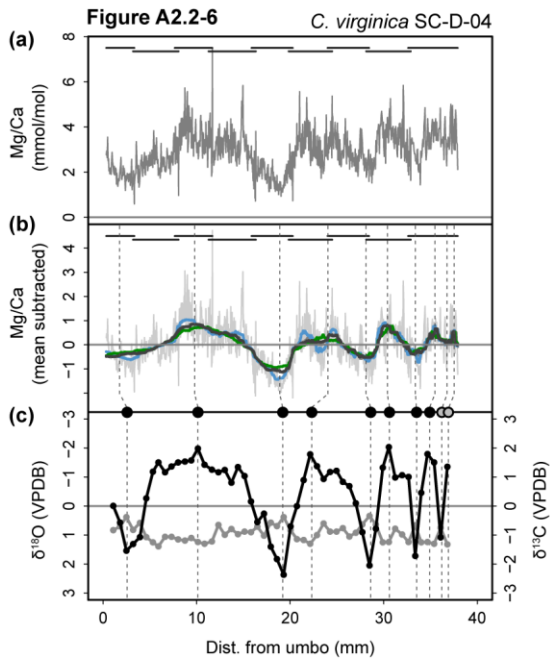 Figure A2.2-6
C. virginica SC-D-04
(a)
8
6
4
2
0
Mg/Ca
(mmol/mol)
(b)
4
3
2
1
0
−1
Mg/Ca
(mean subtracted)
(c)
−3
−2
−1
0
1
2
3
δ18O (VPDB)
3
2
1
0
−1
−2
−3
δ13C (VPDB)
0 10 20 30 40
Dist. from umbo (mm)